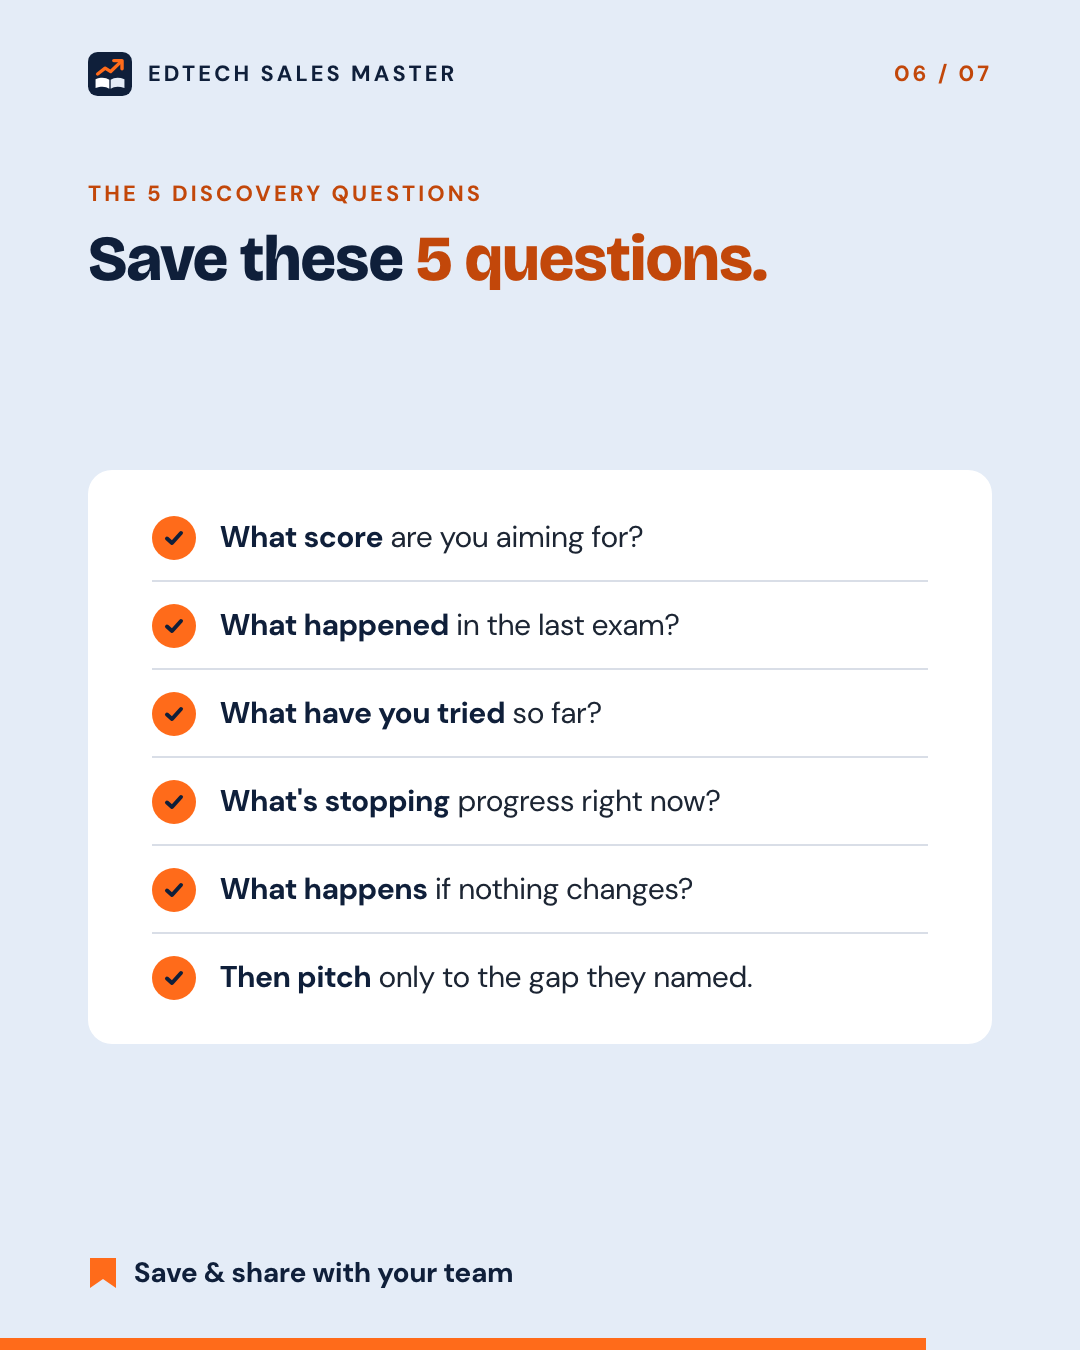 EDTECH SALES MASTER
06 / 07
THE 5 DISCOVERY QUESTIONS
Save these 5 questions.
What score are you aiming for?
What happened in the last exam?
What have you tried so far?
What's stopping progress right now?
What happens if nothing changes?
Then pitch only to the gap they named.
Save & share with your team